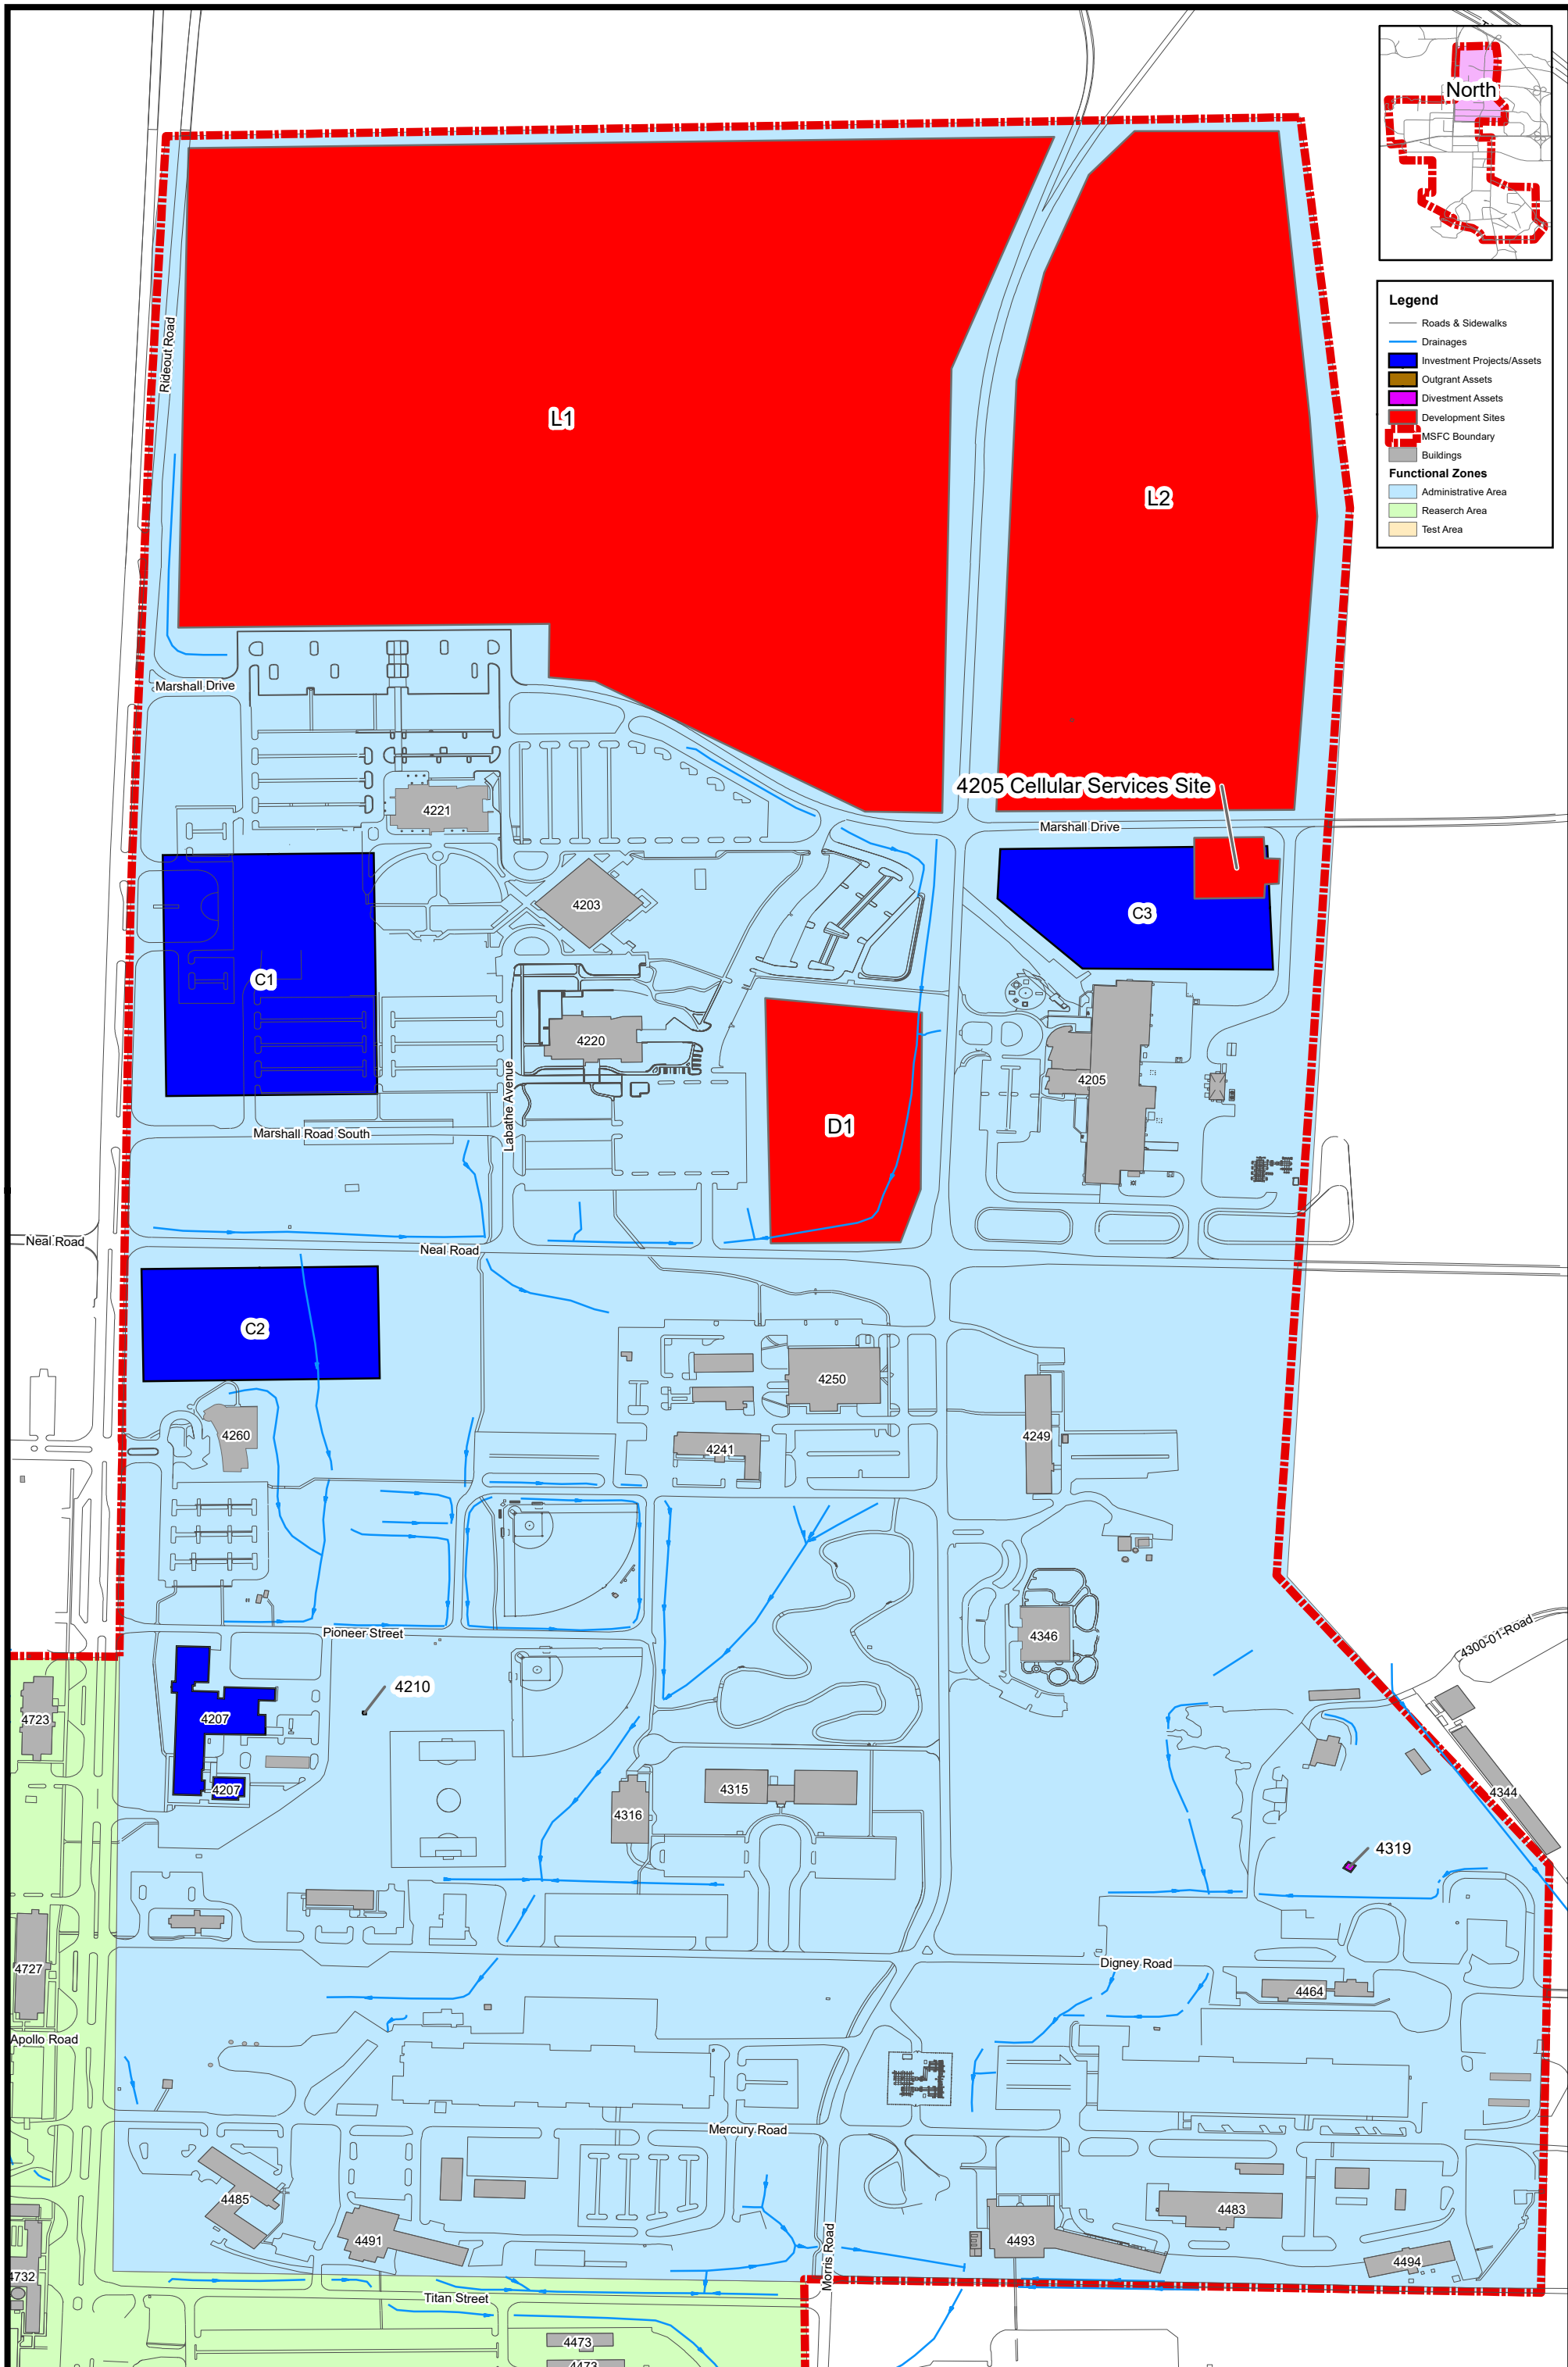 North
Legend
Roads & Sidewalks
Drainages
Investment Projects/Assets
Outgrant Assets
Divestment Assets
Development Sites
MSFC Boundary
Buildings
Functional Zones
Administrative Area
Reaserch Area
Test Area
Rideout Road
L1
L2
Marshall Drive
4205 Cellular Services Site
4221
Marshall Drive
4203
C3
C1
4220
4205
Labathe Avenue
D1
Marshall Road South
Neal Road
Neal Road
C2
4250
4260
4241
4249
Pioneer Street
4346
4300-01-Road
4210
4723
4207
4207
4315
4316
4344
4319
4727
Digney Road
4464
Apollo Road
Mercury Road
4485
4491
4493
4483
4494
Morris Road
4732
Titan Street
4473
4473